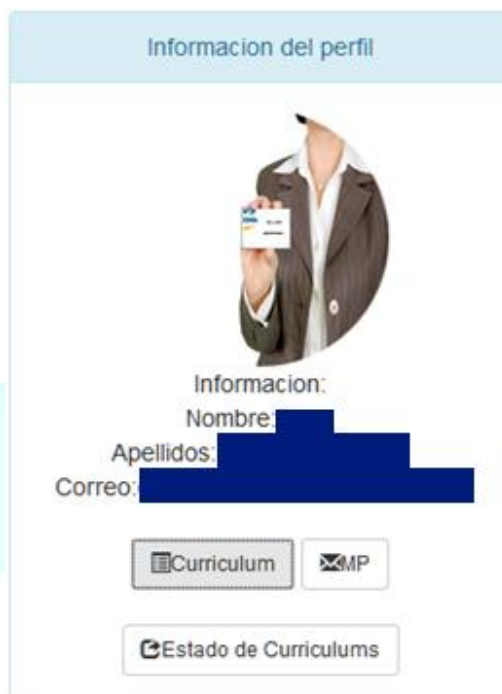 Informacion del perfil
Informacion:
Nombre:
Apellidos:
Correo:
Curriculum
MP
Estado de Curriculums